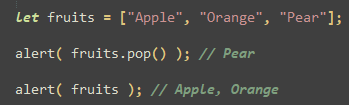 let fruits = ["Apple", "Orange", "Pear"];
alert( fruits.pop() ); // Pear
alert( fruits ); // Apple, Orange